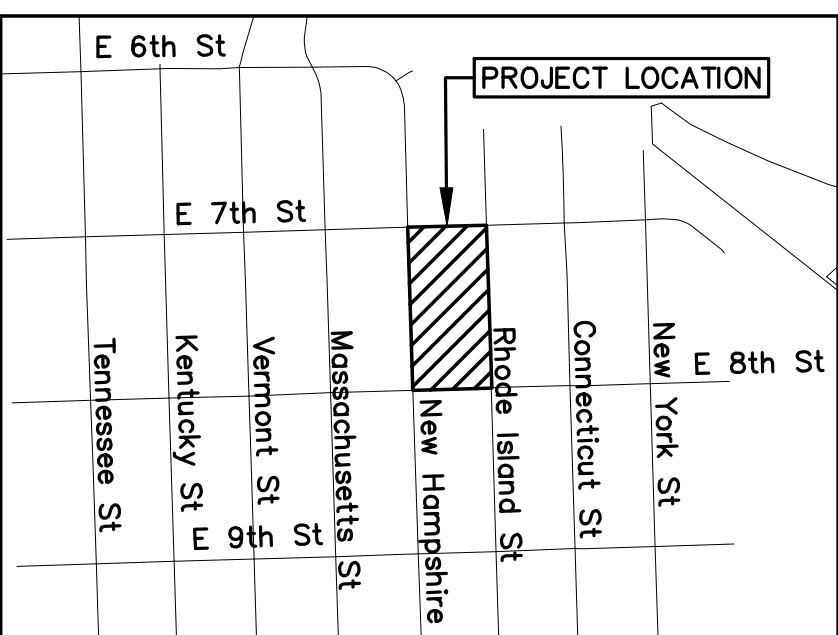 E 6th St
PROJECT LOCATION
E 7th St
Tennessee St
Kentucky St
Vermont St
Massachusetts St
New Hampshire
Rhode Island St
Connecticut St
New York St
E 8th St
E 9th St